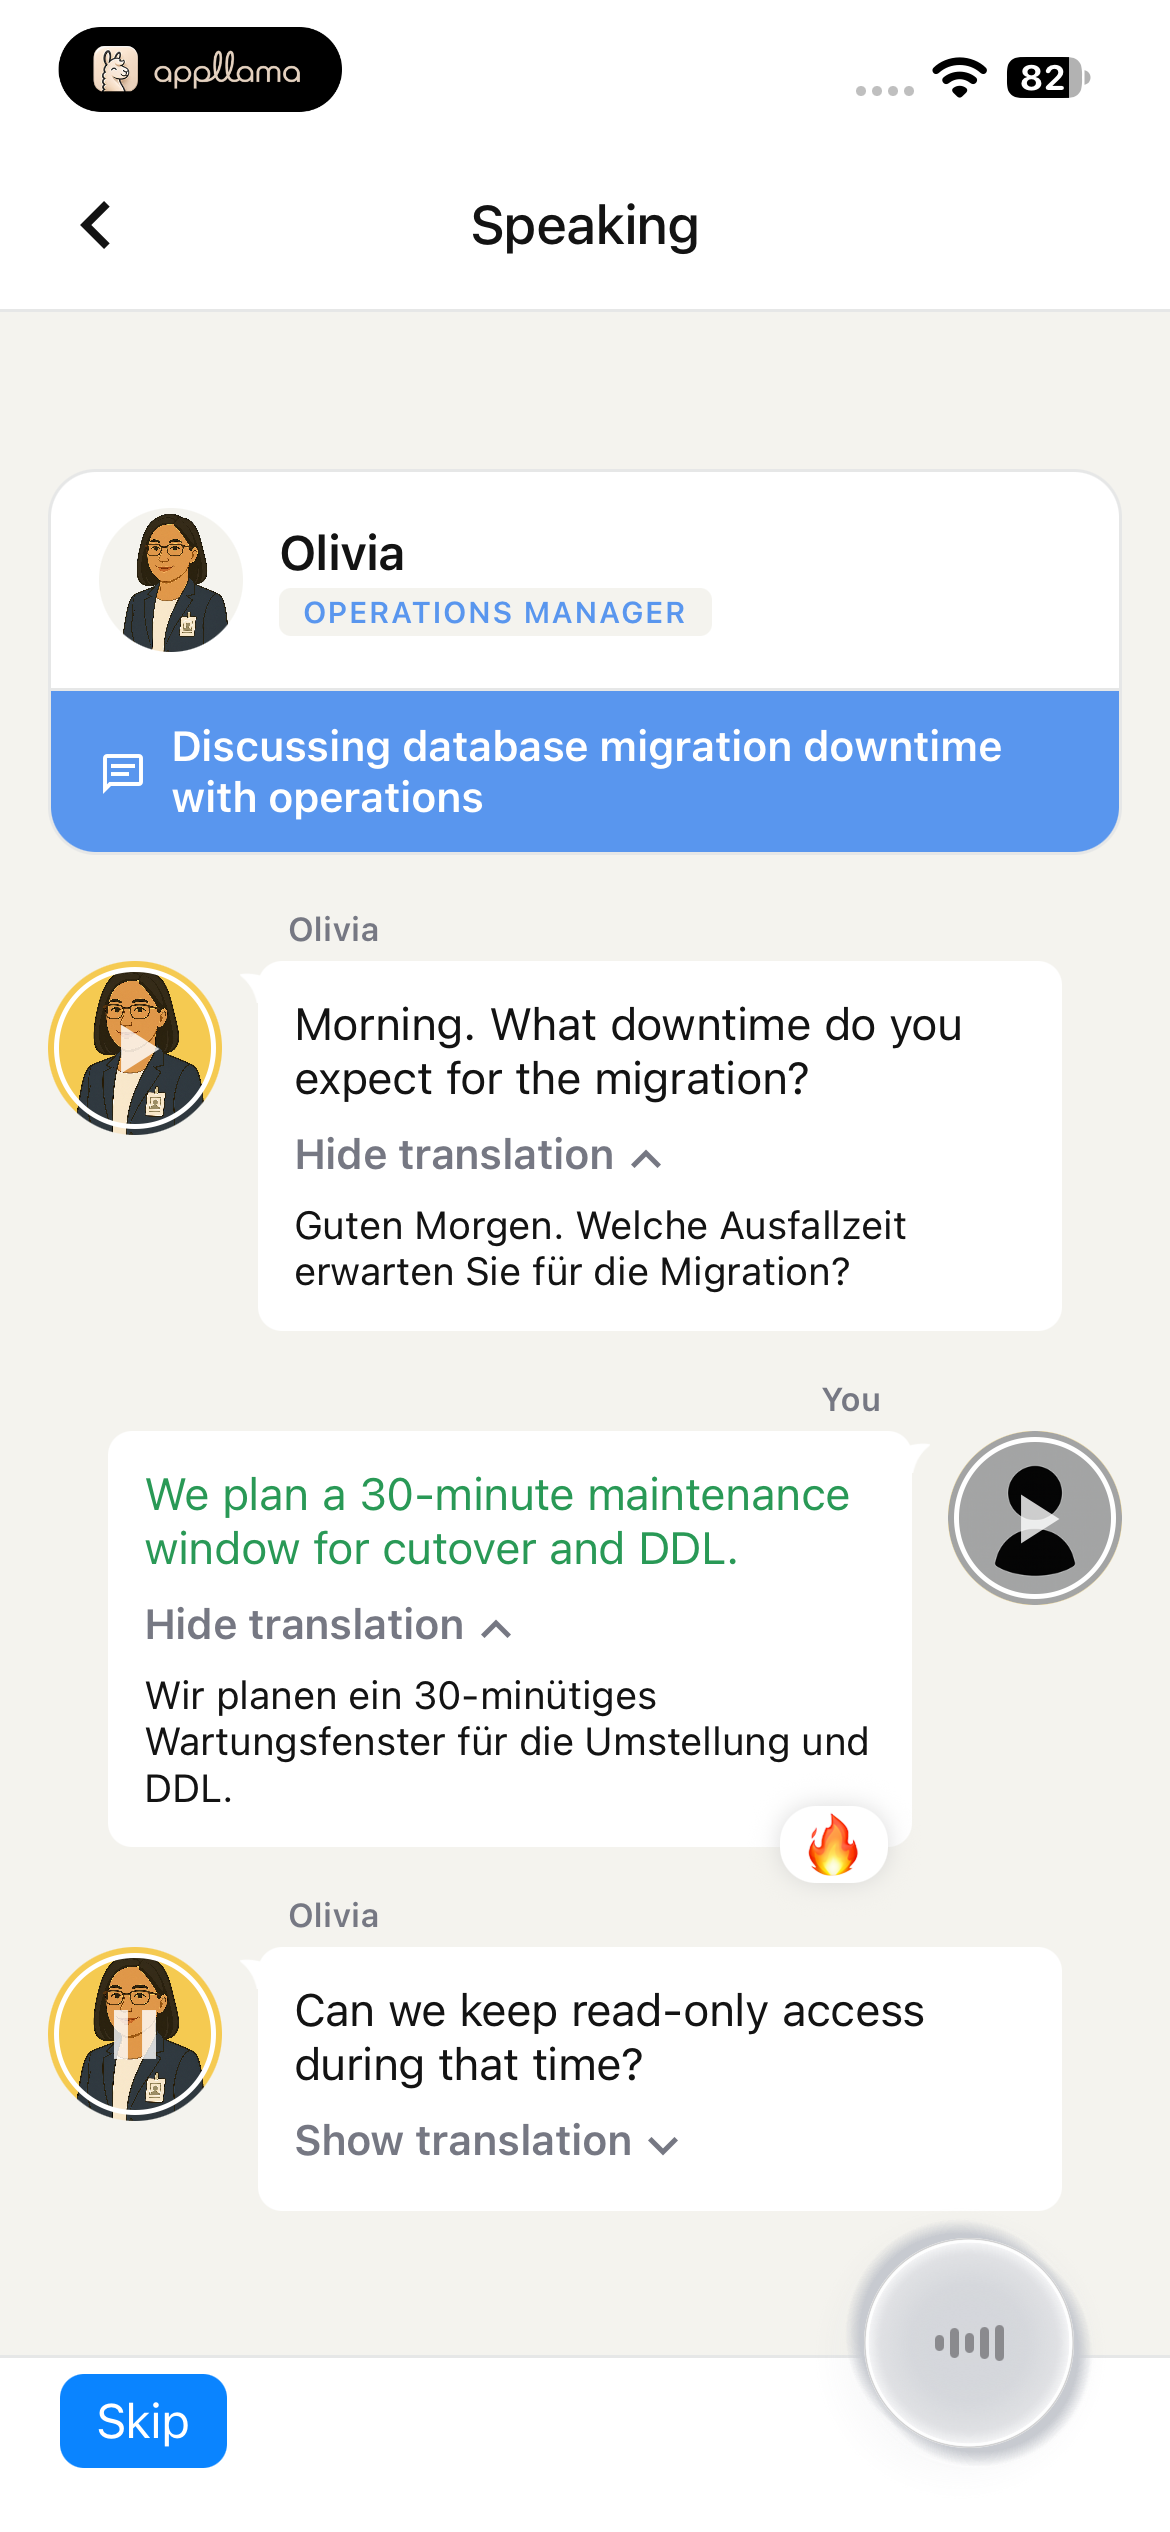 appllama
82
Speaking
Olivia
OPERATIONS MANAGER
Discussing database migration downtime
with operations
Olivia
Morning. What downtime do you
expect for the migration?
Hide translation
Guten Morgen. Welche Ausfallzeit
erwarten Sie für die Migration?
You
We plan a 30-minute maintenance
window for cutover and DDL.
Hide translation
Wir planen ein 30-minütiges
Wartungsfenster für die Umstellung und
DDL.
Olivia
Can we keep read-only access
during that time?
Show translation
Skip